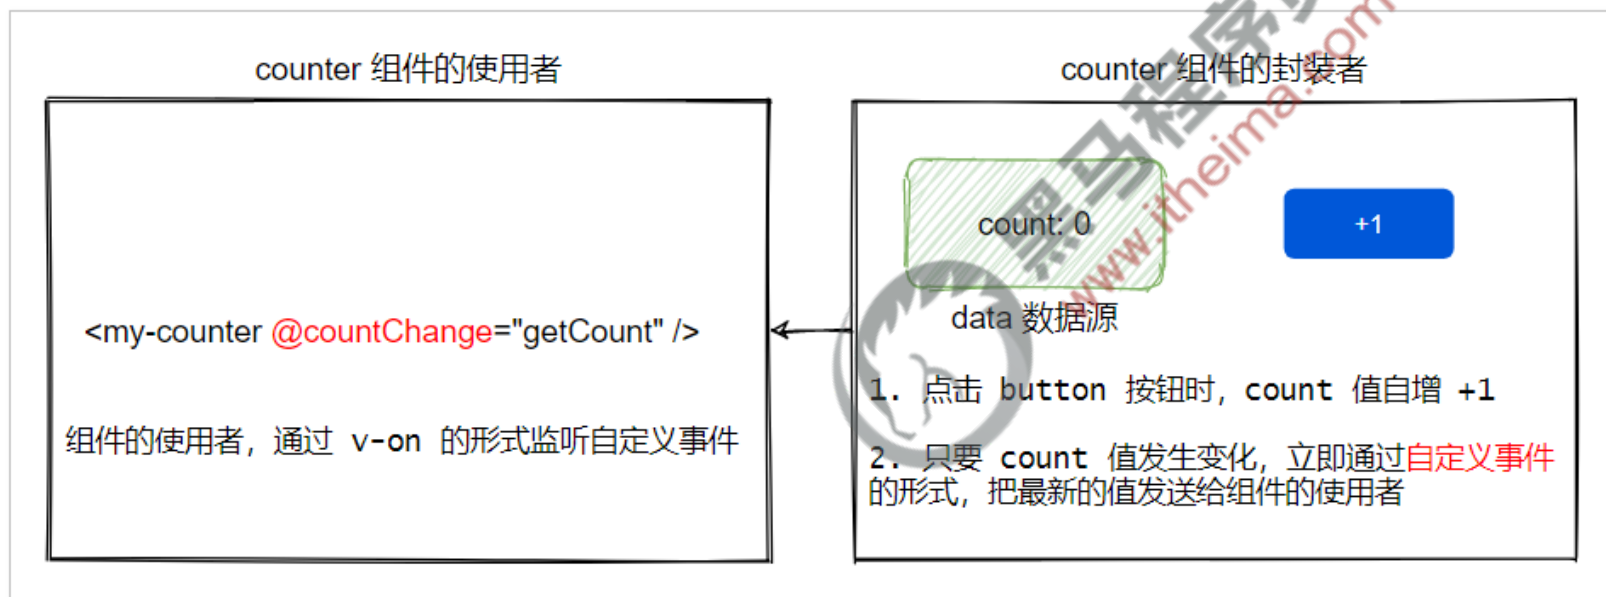 counter 组件的使用者
<my-counter @countChange="getCount" />
组件的使用者，通过 v-on 的形式监听自定义事件
counter 组件的封装者
count: 0
+1
data 数据源
1. 点击 button 按钮时，count 值自增 +1
2. 只要 count 值发生变化，立即通过自定义事件
的形式，把最新的值发送给组件的使用者
黑马程序员
www.itheima.com